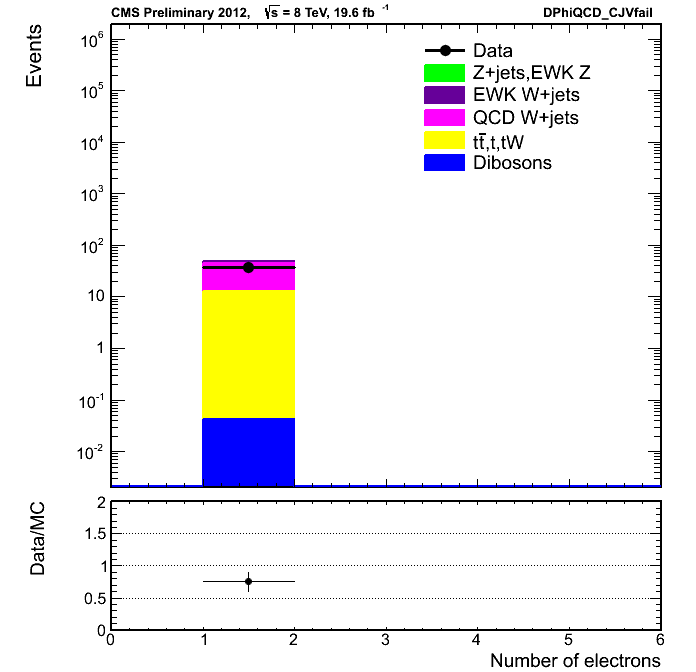 CMS Preliminary 2012, √s = 8 TeV, 19.6 fb⁻¹ DPhiQCD_CJVfail
Events
10⁶
10⁵
10⁴
10³
10²
10
1
10⁻¹
10⁻²
Data
Z+jets,EWK Z
EWK W+jets
QCD W+jets
tt̄,t,tW
Dibosons
Data/MC
2
1.5
1
0.5
0
0 1 2 3 4 5 6
Number of electrons